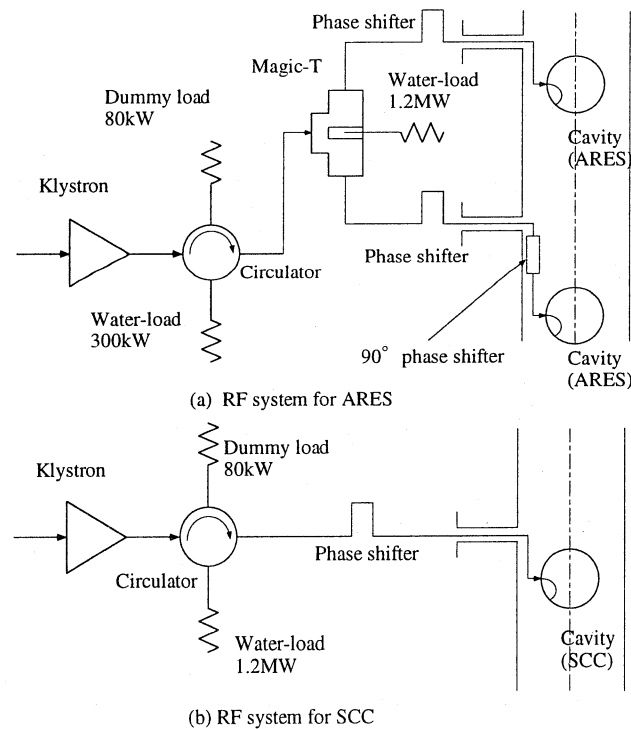 Phase shifter
Magic-T
Water-load
1.2MW
Dummy load
80kW
Klystron
Cavity
(ARES)
Circulator
Phase shifter
Water-load
300kW
90° phase shifter
Cavity
(ARES)
(a) RF system for ARES
Dummy load
80kW
Klystron
Phase shifter
Circulator
Water-load
1.2MW
Cavity
(SCC)
(b) RF system for SCC